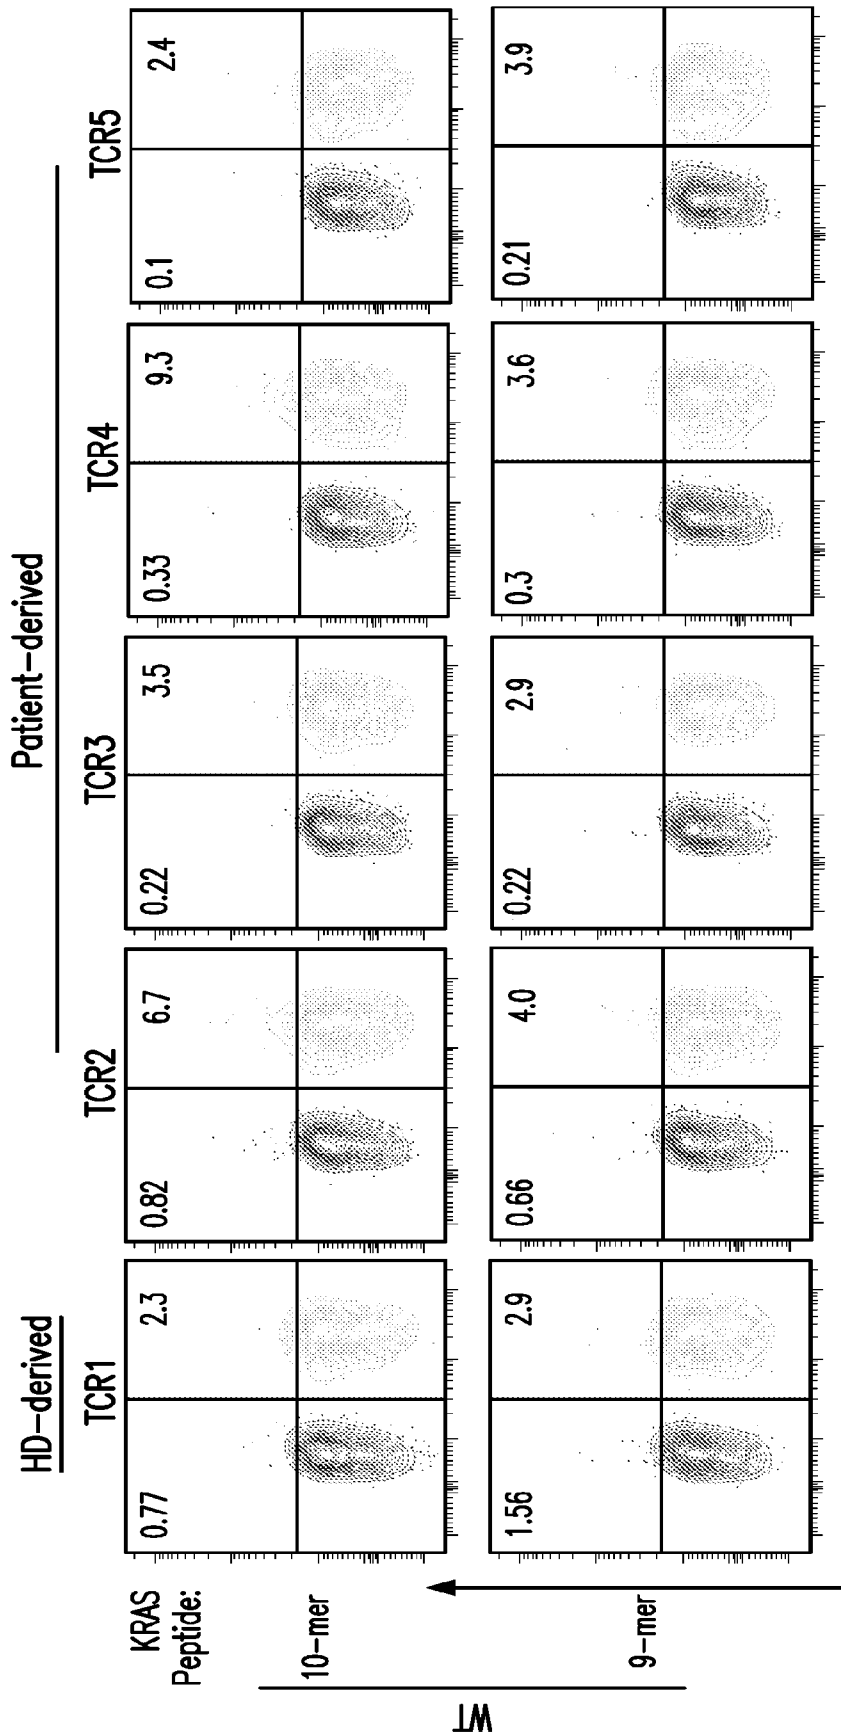 HD-derived
Patient-derived
TCR1
TCR2
TCR3
TCR4
TCR5
KRAS
Peptide:
WT
10-mer
0.77
2.3
0.82
6.7
0.22
3.5
0.33
9.3
0.1
2.4
9-mer
1.56
2.9
0.66
4.0
0.22
2.9
0.3
3.6
0.21
3.9